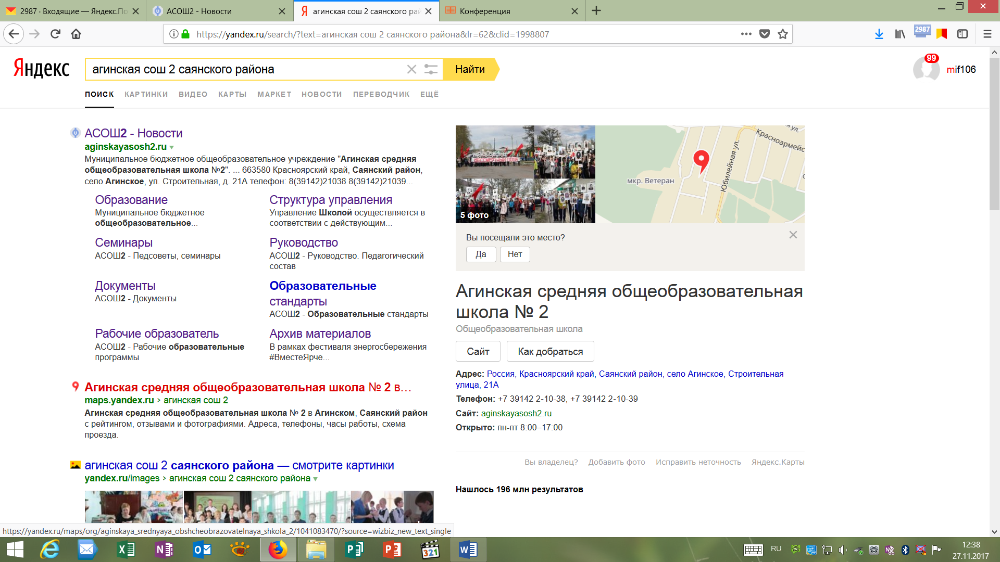 2987 · Входящие — Яндекс.По
АСОШ2 - Новости
агинская сош 2 саянского рай
Конференция
https://yandex.ru/search/?text=агинская сош 2 саянского района&lr=62&clid=1998807
2987
Яндекс
агинская сош 2 саянского района
Найти
99
mif106
ПОИСК КАРТИНКИ ВИДЕО КАРТЫ МАРКЕТ НОВОСТИ ПЕРЕВОДЧИК ЕЩЁ
АСОШ2 - Новости
aginskayasosh2.ru
Муниципальное бюджетное общеобразовательное учреждение "Агинская средняя
общеобразовательная школа №2". ... 663580 Красноярский край, Саянский район,
село Агинское, ул. Строительная, д. 21А телефон: 8(39142)21038 8(39142)21039...
Образование
Муниципальное бюджетное
общеобразовательное...
Структура управления
Управление Школой осуществляется в
соответствии с действующим...
Семинары
АСОШ2 - Педсоветы, семинары
Руководство
АСОШ2 - Руководство. Педагогический
состав
Документы
АСОШ2 - Документы
Образовательные
стандарты
АСОШ2 - Образовательные стандарты
Рабочие образователь
АСОШ2 - Рабочие образовательные
программы
Архив материалов
В рамках фестиваля энергосбережения
#ВместеЯрче...
Агинская средняя общеобразовательная школа № 2 в...
maps.yandex.ru › агинская сош 2
Агинская средняя общеобразовательная школа № 2 в Агинском, Саянский район
с рейтингом, отзывами и фотографиями. Адреса, телефоны, часы работы, схема
проезда.
агинская сош 2 саянского района — смотрите картинки
yandex.ru/images › агинская сош 2 саянского района
БЕССМЕРТНЫЙ ПОЛК
5 фото
мкр. Ветеран
Юбилейная ул.
Красноармейс
ул.
Вы посещали это место?
Да
Нет
Агинская средняя общеобразовательная
школа № 2
Общеобразовательная школа
Сайт
Как добраться
Адрес: Россия, Красноярский край, Саянский район, село Агинское, Строительная
улица, 21А
Телефон: +7 39142 2-10-38, +7 39142 2-10-39
Сайт: aginskayasosh2.ru
Открыто: пн-пт 8:00–17:00
Вы владелец? Добавить фото Исправить неточность Яндекс.Карты
Нашлось 196 млн результатов
https://yandex.ru/maps/org/aginskaya_srednyaya_obshcheobrazovatelnaya_shkola_2/1041083470/?source=wizbiz_new_text_single
321
RU
12:38
27.11.2017